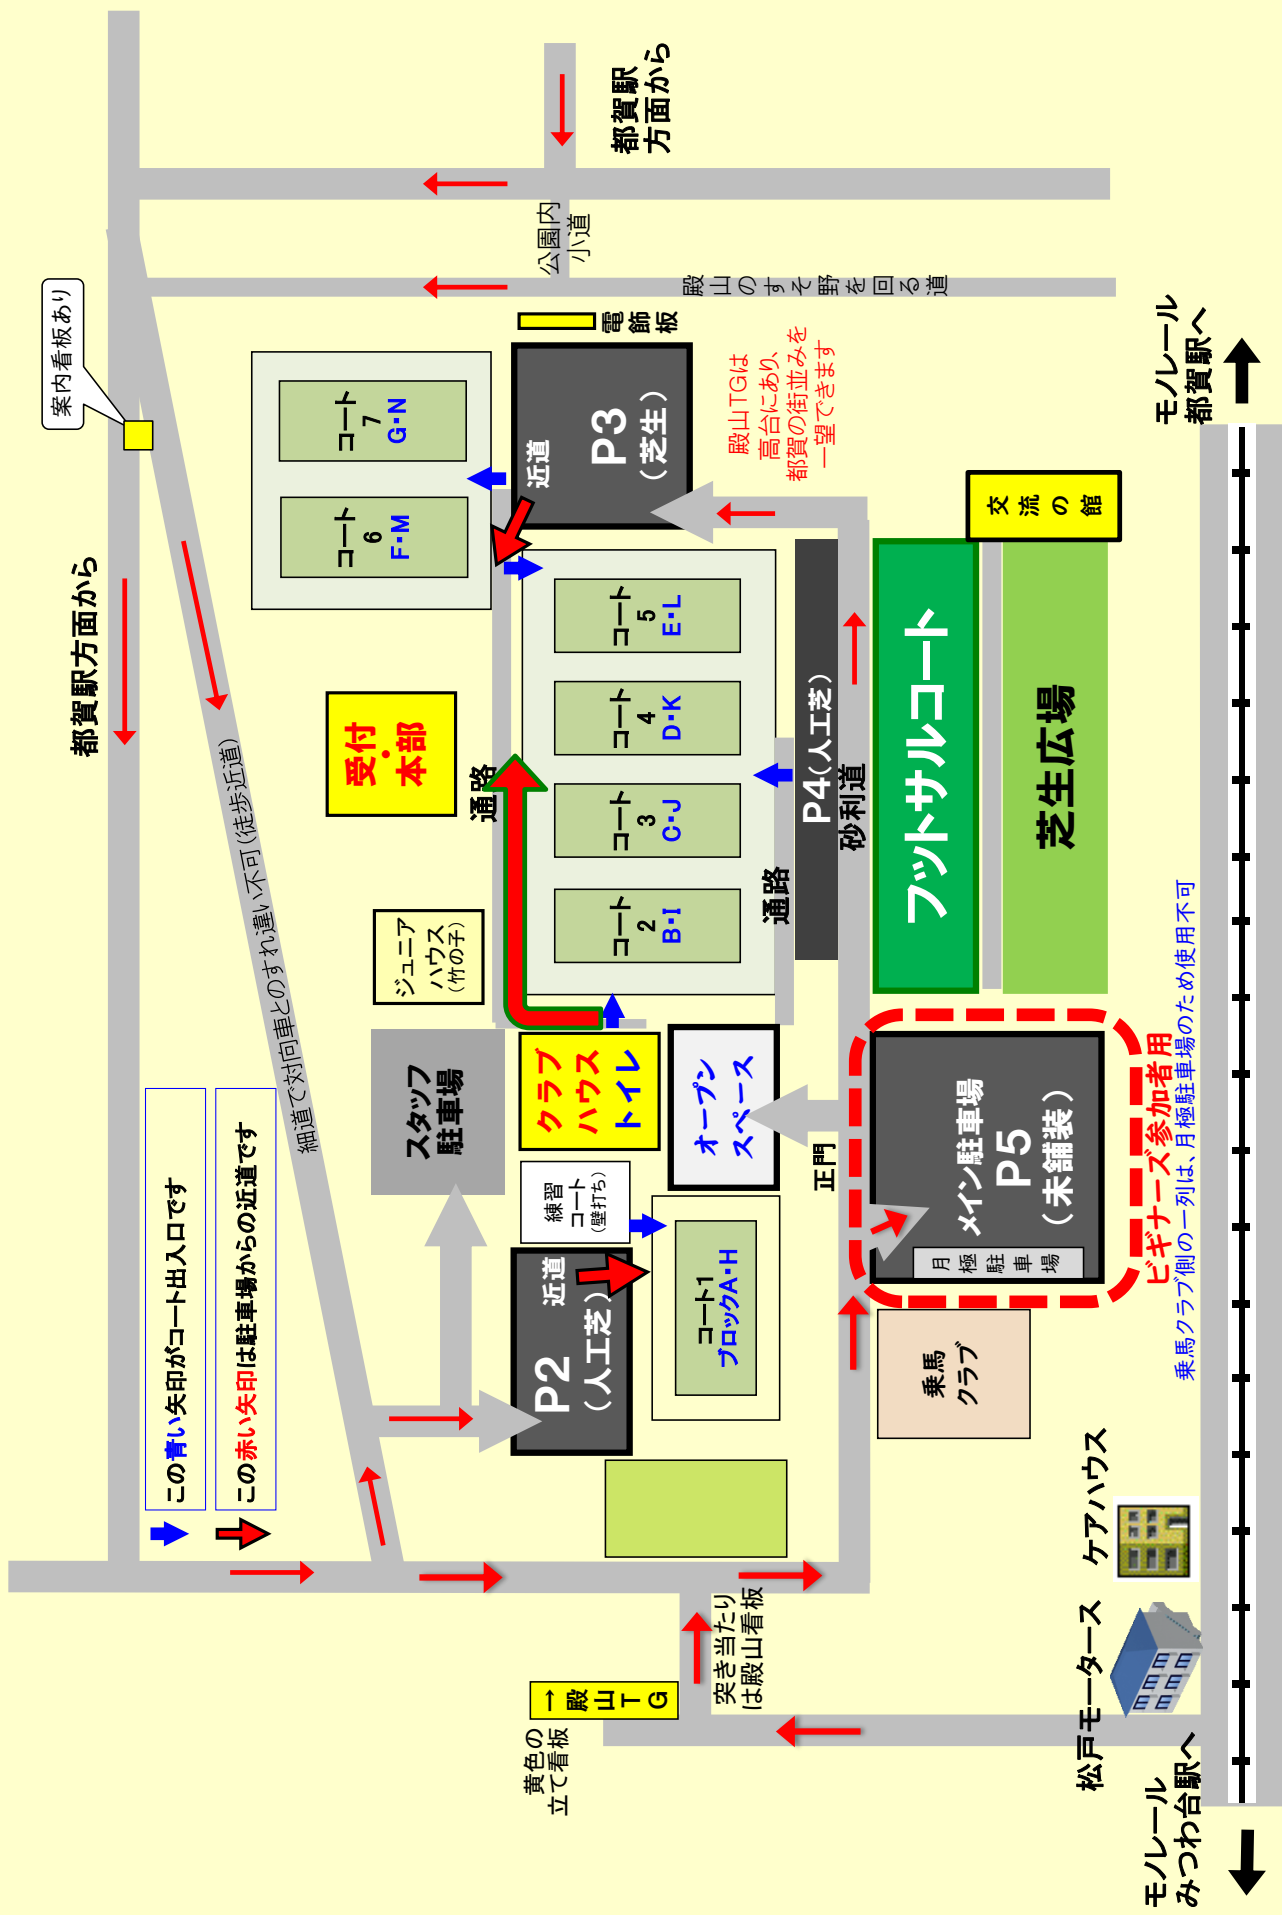 都賀駅方面から
案内看板あり
都賀駅
方面から
公園内
小道
殿山のすそ野を回る道
電飾板
殿山TGは
高台にあり、
都賀の街並みを
一望できます
この青い矢印がコート出入口です
この赤い矢印は駐車場からの近道です
細道で対向車とのすれ違い不可(徒歩近道)
コート
7
G・N
コート
6
F・M
近道
P3
(芝生)
コート
5
E・L
コート
4
D・K
コート
3
C・J
コート
2
B・I
受付・
本部
通路
ジュニア
ハウス
(竹の子)
スタッフ
駐車場
クラブ
ハウス
トイレ
オープン
スペース
練習
コート
(壁打ち)
近道
P2
(人工芝)
コート1
ブロックA・H
通路
P4(人工芝)
砂利道
正門
フットサルコート
芝生広場
交流の館
メイン駐車場
P5
(未舗装)
月極駐車場
ビギナーズ参加者用
乗馬クラブ側の一列は、月極駐車場のため使用不可
乗馬
クラブ
ケアハウス
松戸モータース
突き当たり
は殿山看板
→殿山TG
黄色の
立て看板
モノレール
都賀駅へ
モノレール
みつわ台駅へ